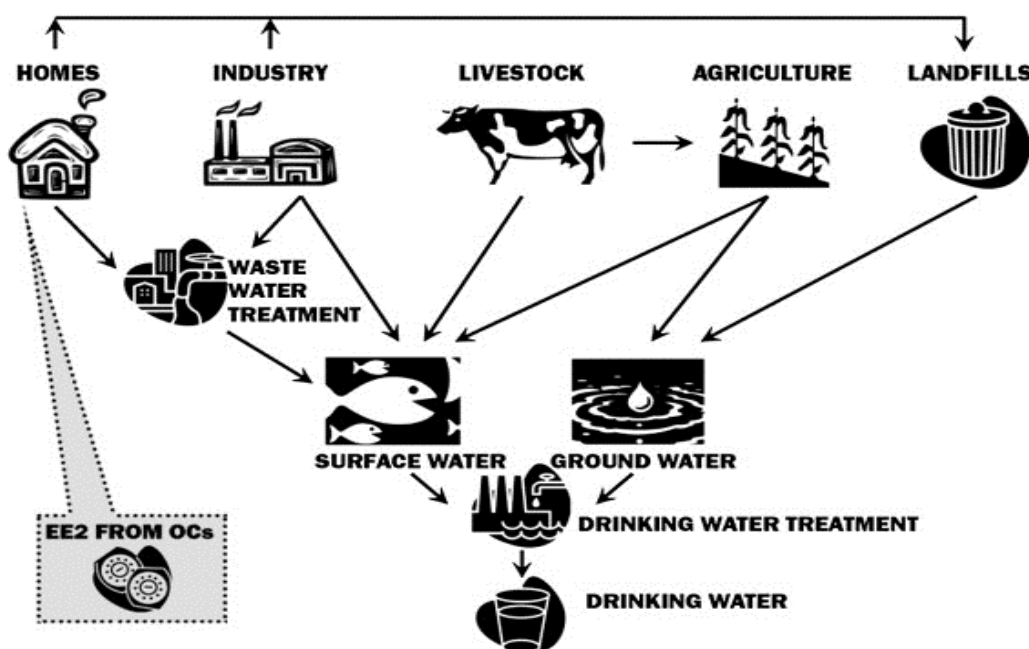 HOMES
INDUSTRY
LIVESTOCK
AGRICULTURE
LANDFILLS
WASTE
WATER
TREATMENT
SURFACE WATER
GROUND WATER
EE2 FROM OCs
DRINKING WATER TREATMENT
DRINKING WATER